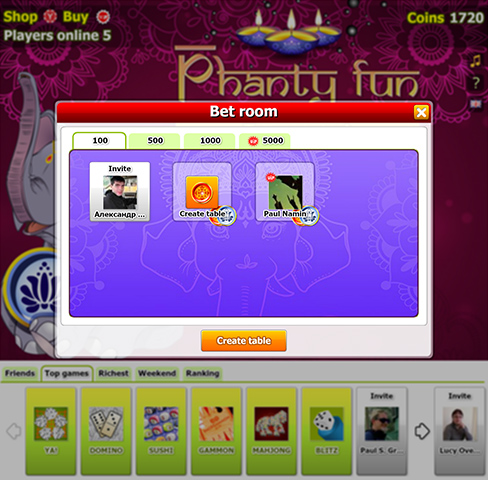 Shop Buy
Coins 1720
Players online 5
Phanty fun
?
Bet room
100 500 1000 5000
Invite
Александр ...
Create table
Paul Namin
Create table
Friends Top games Richest Weekend Ranking
YA!
DOMINO
SUSHI
GAMMON
MAHJONG
BLITZ
Invite
Paul S. Gr...
Invite
Lucy Ove...